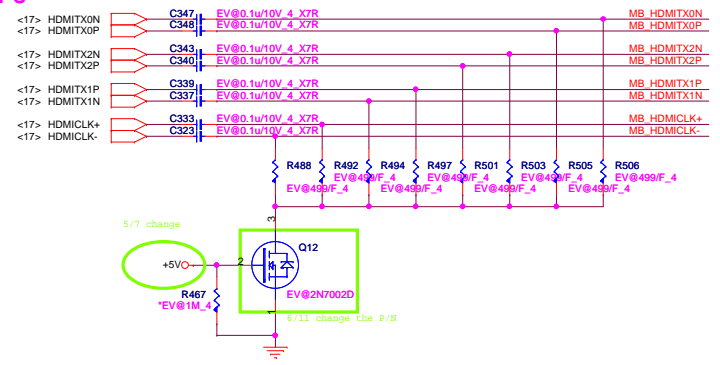 <17> HDMITX0N C347 EV@0.1u/10V_4_X7R MB_HDMITX0N
<17> HDMITX0P C348 EV@0.1u/10V_4_X7R MB_HDMITX0P
<17> HDMITX2N C343 EV@0.1u/10V_4_X7R MB_HDMITX2N
<17> HDMITX2P C340 EV@0.1u/10V_4_X7R MB_HDMITX2P
<17> HDMITX1P C339 EV@0.1u/10V_4_X7R MB_HDMITX1P
<17> HDMITX1N C337 EV@0.1u/10V_4_X7R MB_HDMITX1N
<17> HDMICLK+ C333 EV@0.1u/10V_4_X7R MB_HDMICLK+
<17> HDMICLK- C323 EV@0.1u/10V_4_X7R MB_HDMICLK-
R488 R492 R494 R497 R501 R503 R505 R506
EV@499/F_4 EV@499/F_4 EV@499/F_4 EV@499/F_4
EV@499/F_4 EV@499/F_4 EV@499/F_4 EV@499/F_4
5/7 change
3
Q12
+5V
2
R467
*EV@1M_4
EV@2N7002D
1
6/11 change the P/N